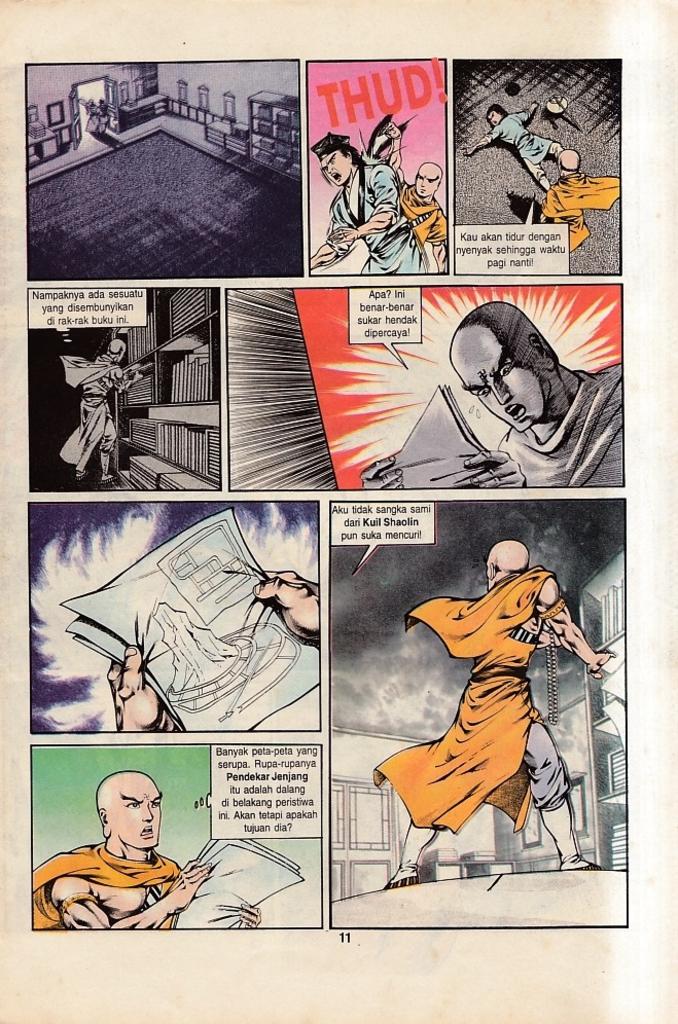 THUD!
Kau akan tidur dengan
nyenyak sehingga waktu
pagi nanti!
Nampaknya ada sesuatu
yang disembunyikan
di rak-rak buku ini.
Apa? Ini
benar-benar
sukar hendak
dipercaya!
Aku tidak sangka sami
dari Kuil Shaolin
pun suka mencuri!
Banyak peta-peta yang
serupa. Rupa-rupanya
Pendekar Jenjang
itu adalah dalang
di belakang peristiwa
ini. Akan tetapi apakah
tujuan dia?
11